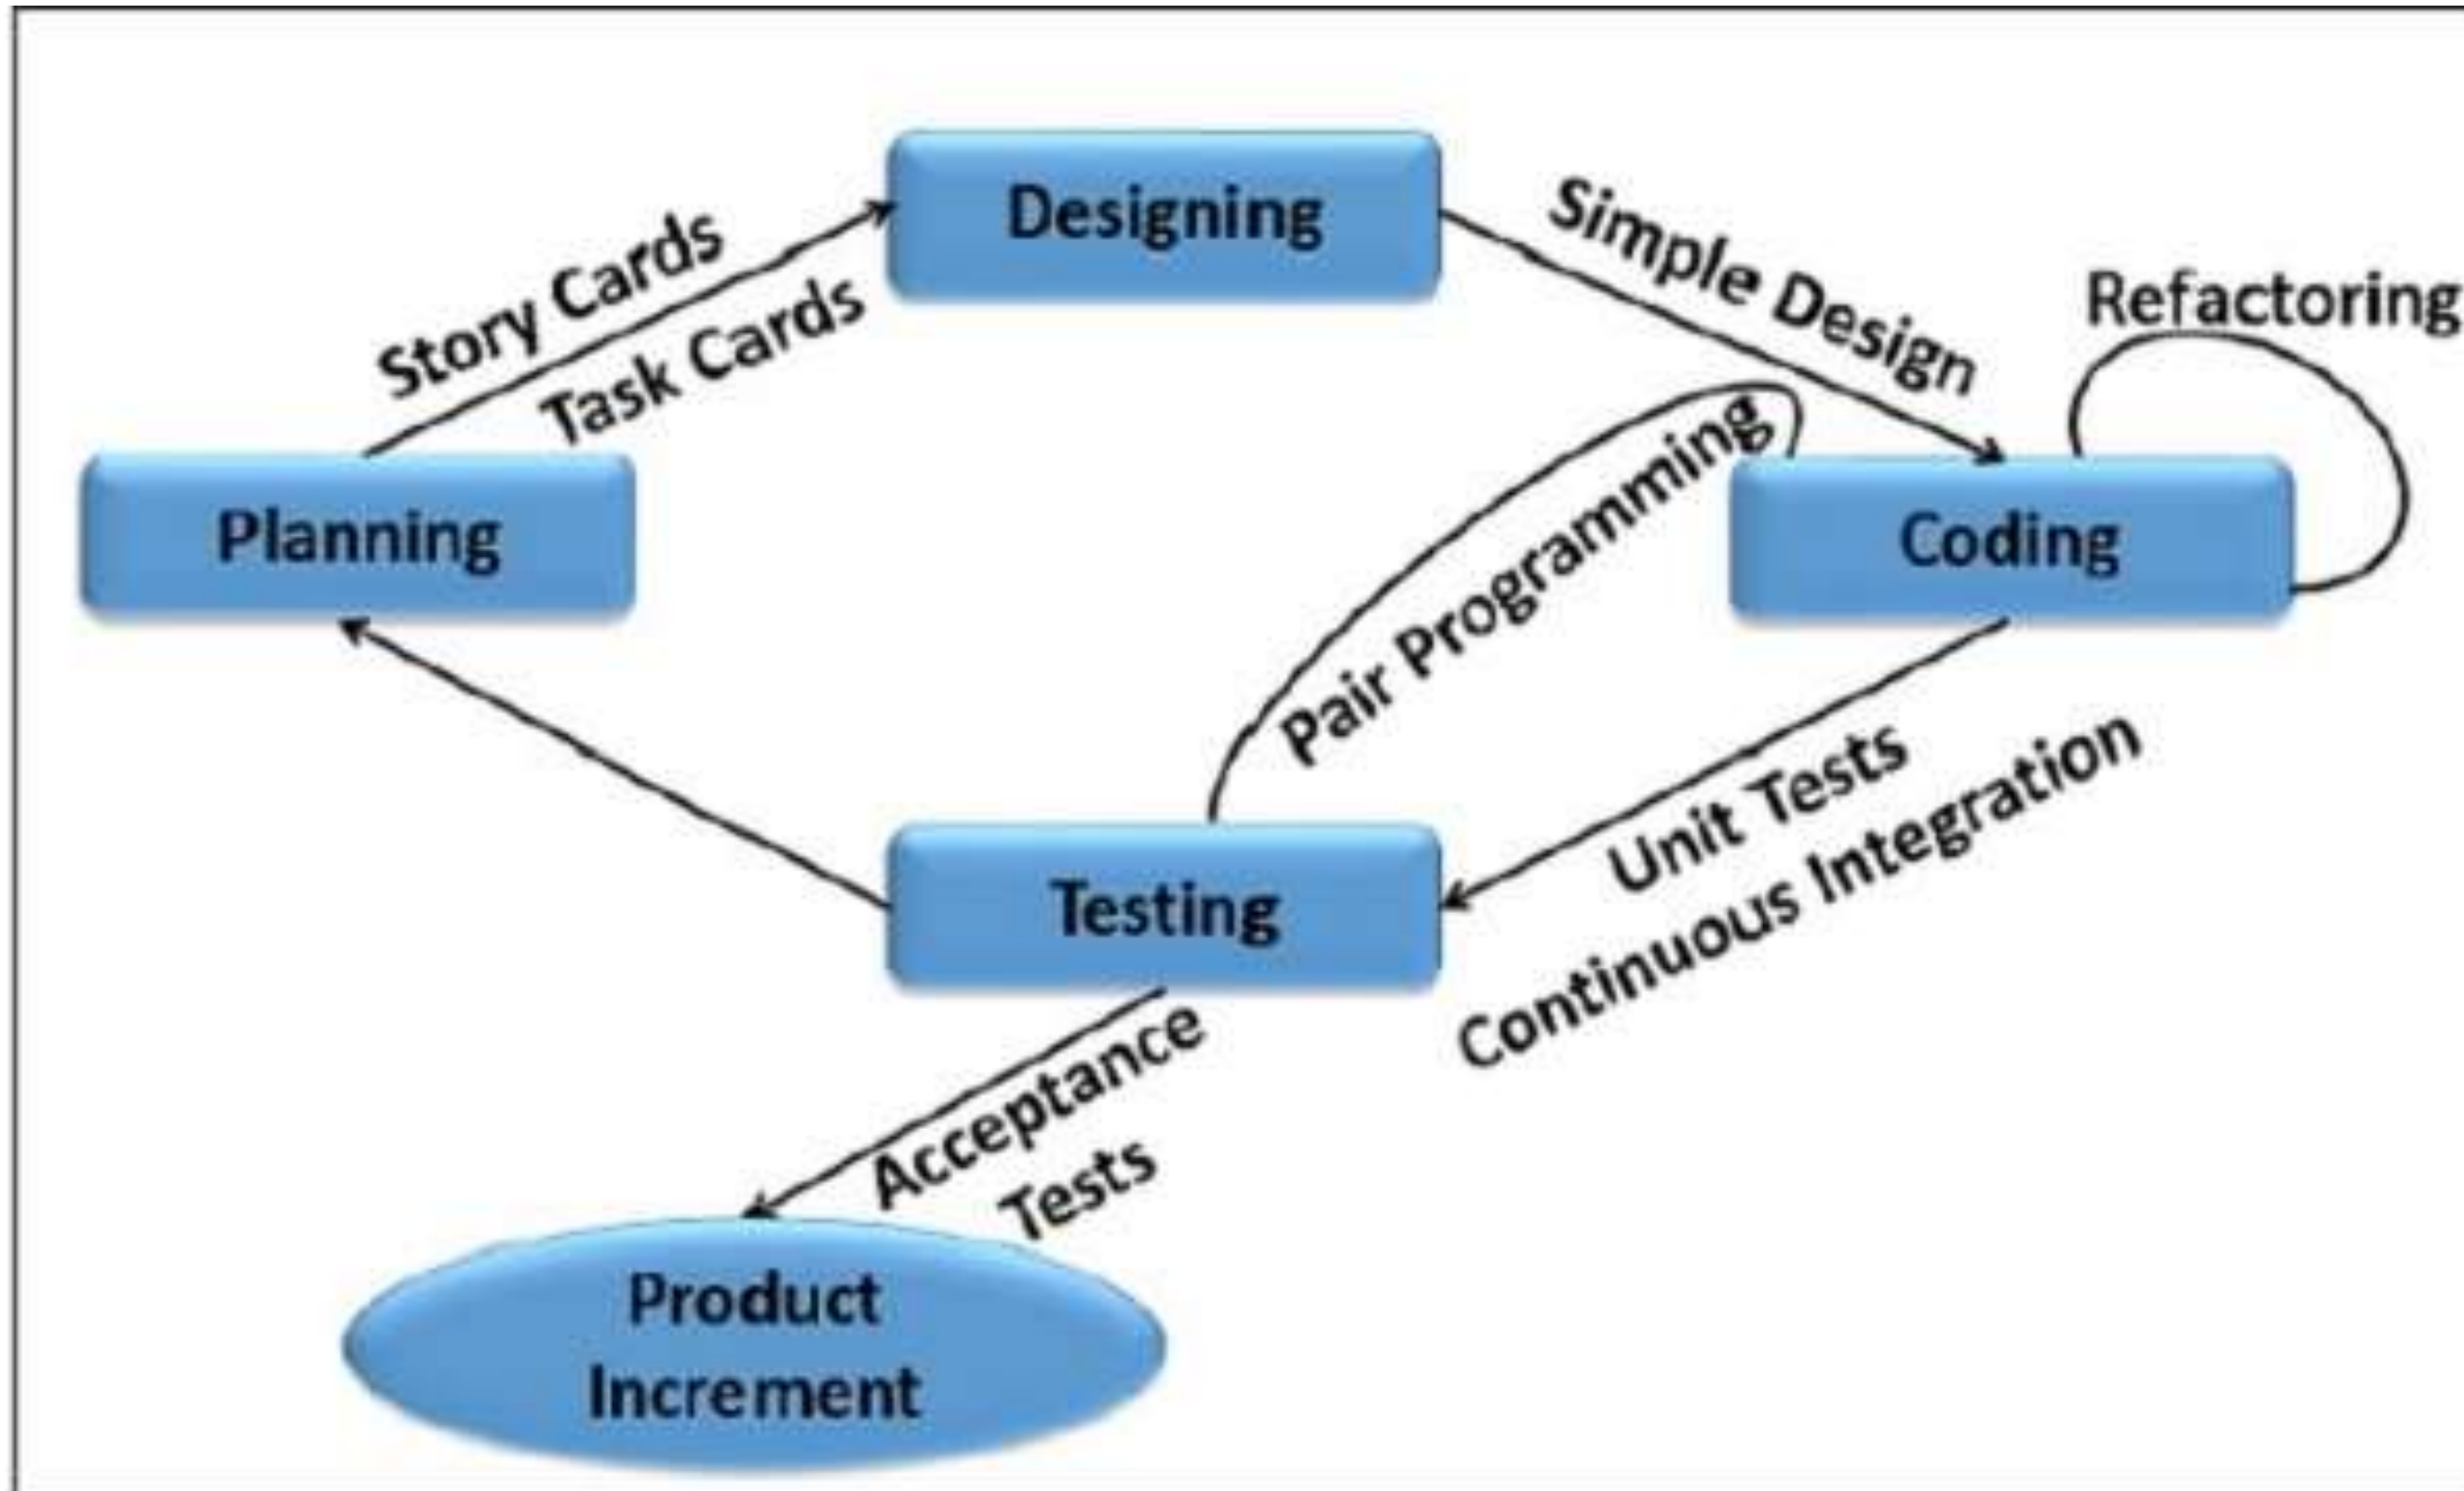 Designing
Story Cards
Task Cards
Simple Design
Refactoring
Planning
Pair Programming
Coding
Unit Tests
Continuous Integration
Testing
Acceptance
Tests
Product
Increment